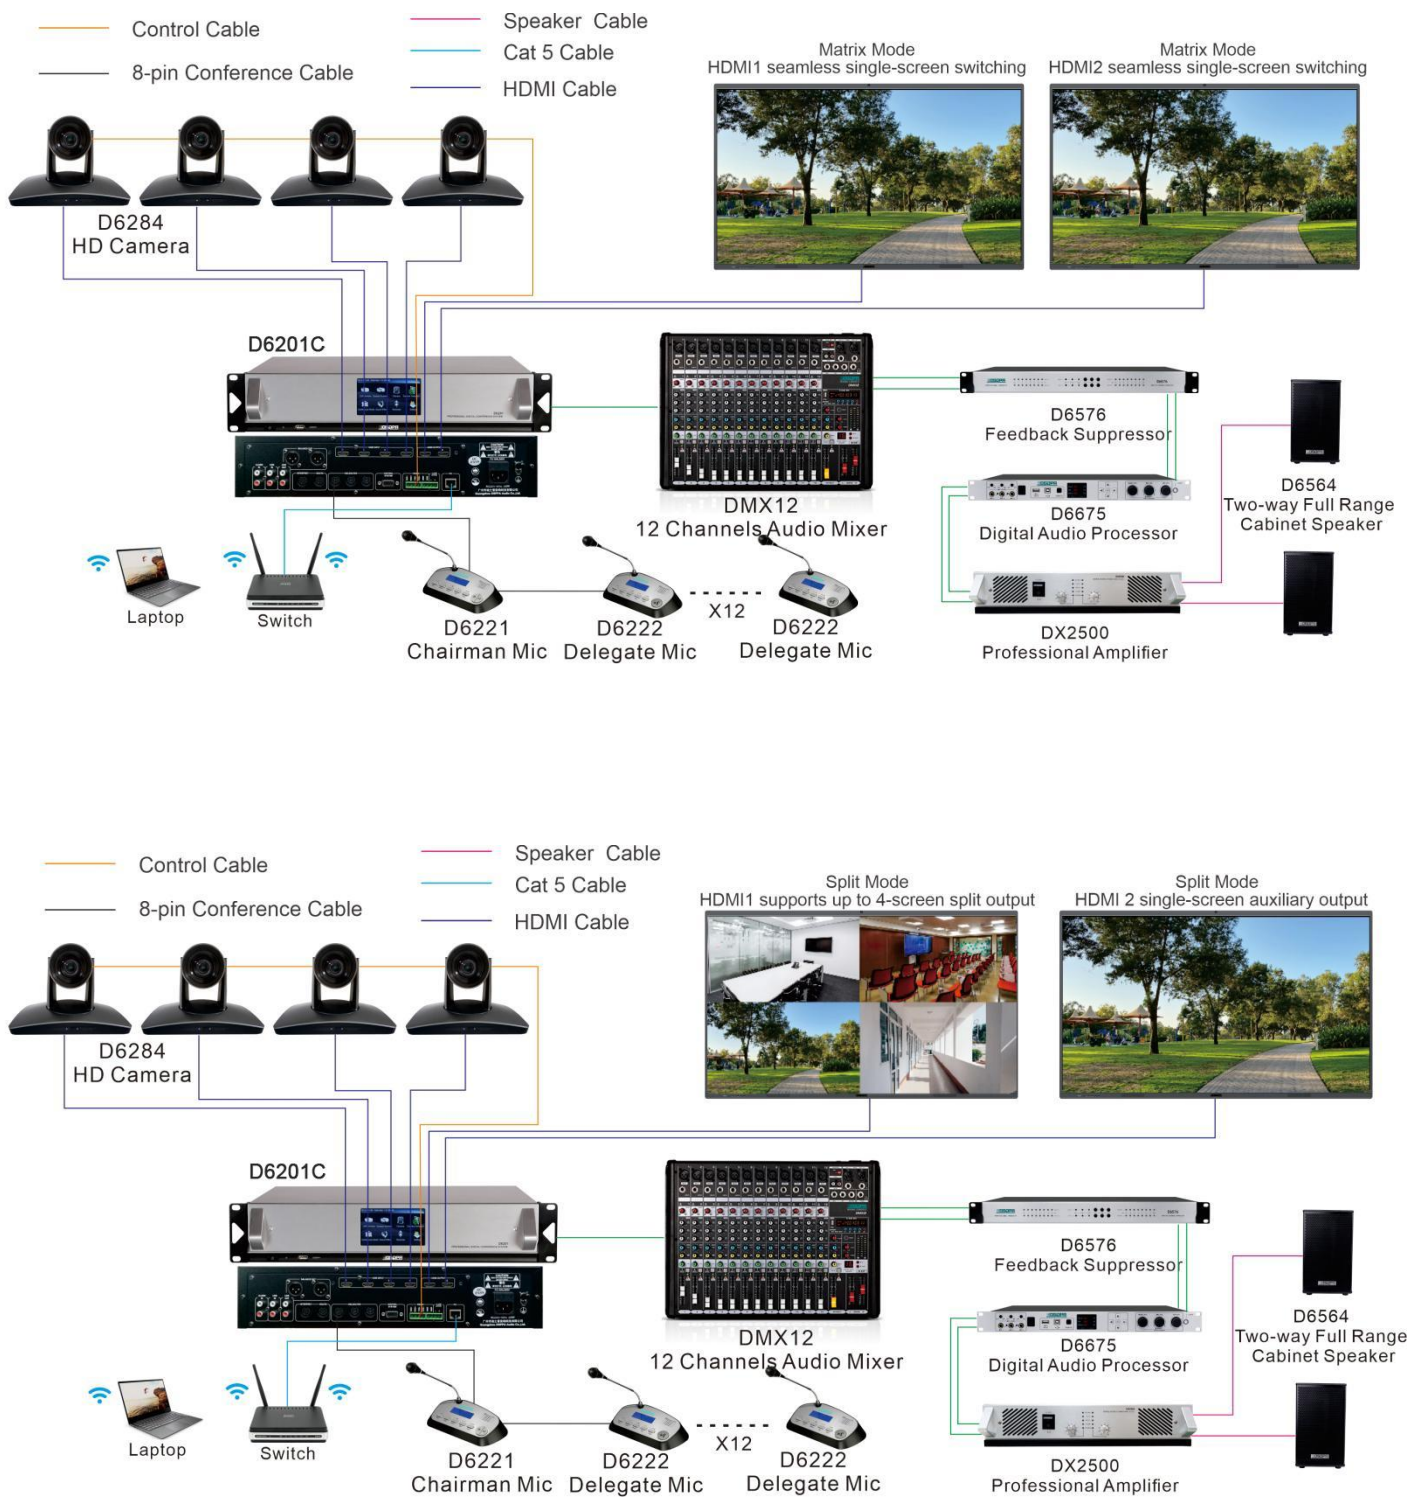 Control Cable
8-pin Conference Cable
Speaker Cable
Cat 5 Cable
HDMI Cable
Matrix Mode
HDMI1 seamless single-screen switching
Matrix Mode
HDMI2 seamless single-screen switching
D6284
HD Camera
D6201C
DMX12
12 Channels Audio Mixer
D6576
Feedback Suppressor
D6675
Digital Audio Processor
DX2500
Professional Amplifier
D6564
Two-way Full Range
Cabinet Speaker
Laptop
Switch
D6221
Chairman Mic
D6222
Delegate Mic
X12
D6222
Delegate Mic
Control Cable
8-pin Conference Cable
Speaker Cable
Cat 5 Cable
HDMI Cable
Split Mode
HDMI1 supports up to 4-screen split output
Split Mode
HDMI 2 single-screen auxiliary output
D6284
HD Camera
D6201C
DMX12
12 Channels Audio Mixer
D6576
Feedback Suppressor
D6675
Digital Audio Processor
DX2500
Professional Amplifier
D6564
Two-way Full Range
Cabinet Speaker
Laptop
Switch
D6221
Chairman Mic
D6222
Delegate Mic
X12
D6222
Delegate Mic